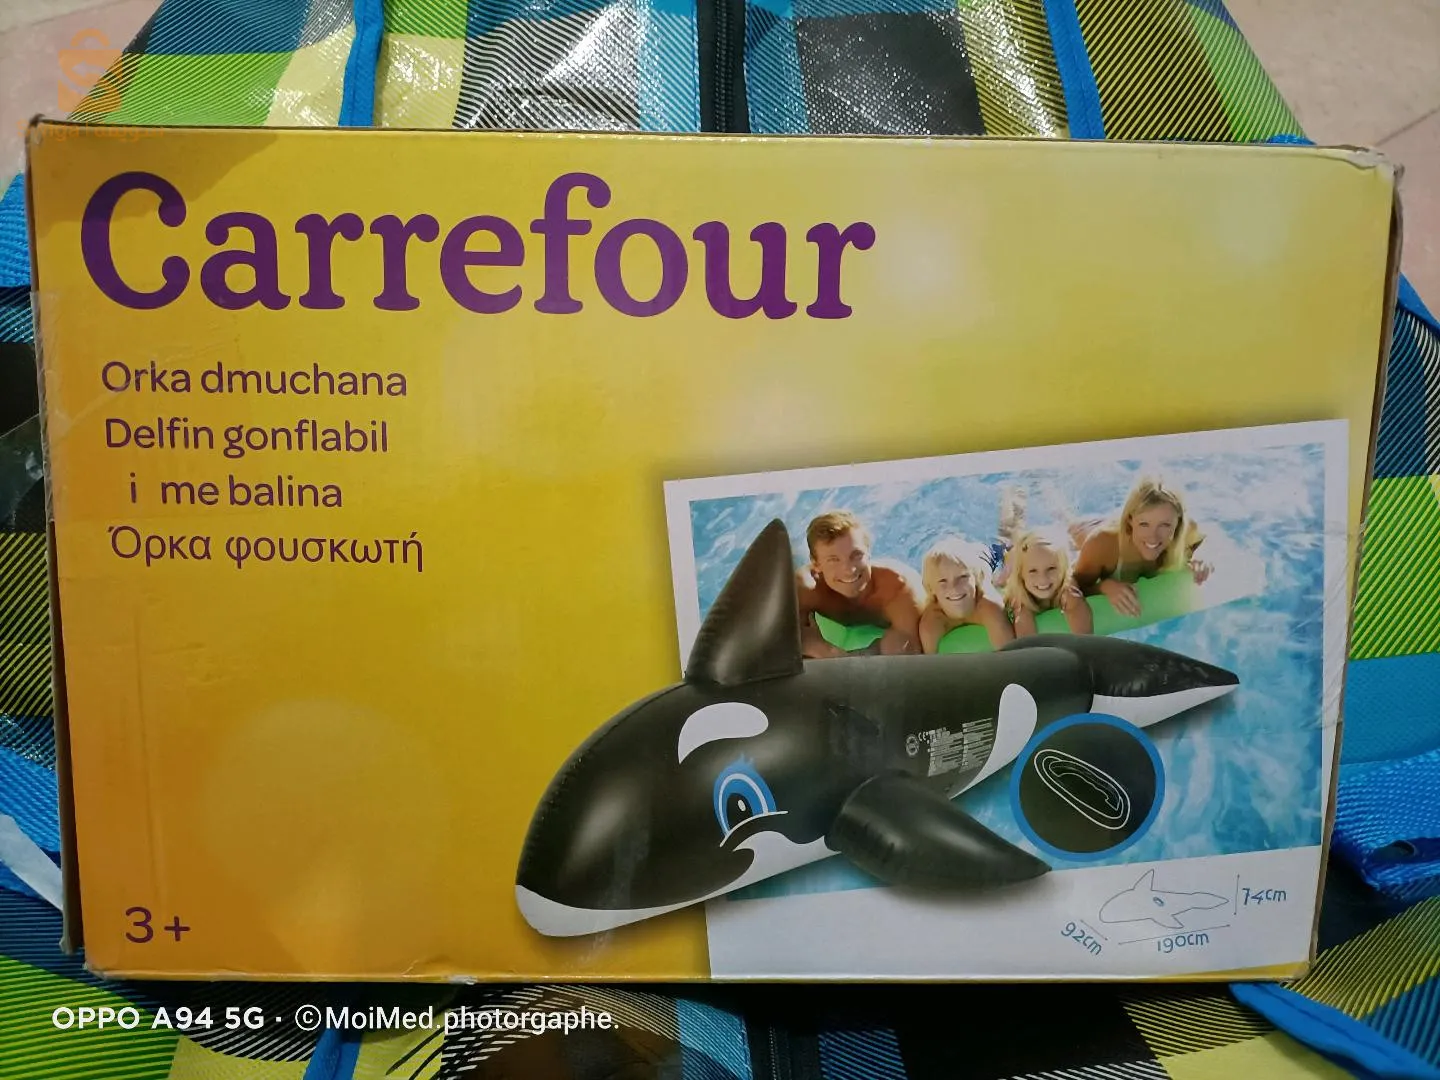 Carrefour
Orka dmuchana
Delfin gonflabil
i me balina
Όρκα φουσκωτή
3+
74cm
92cm
190cm
OPPO A94 5G · ©MoiMed.photorgaphe.